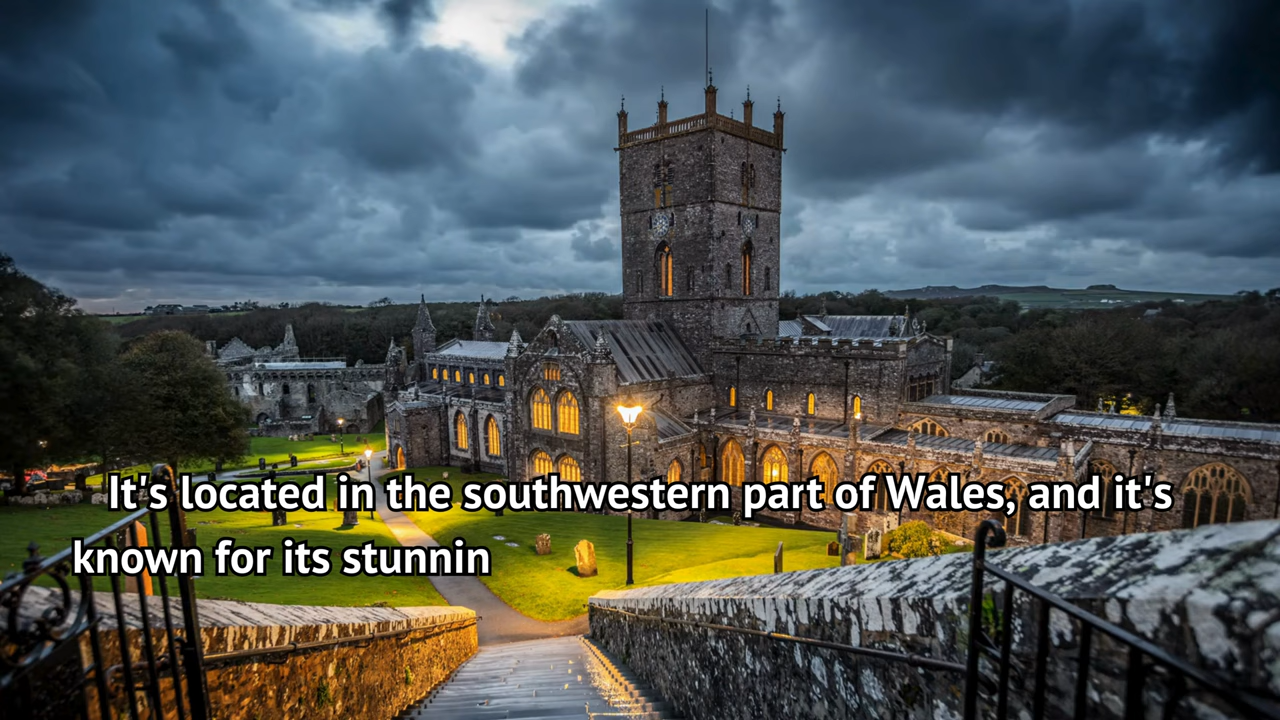 It's located in the southwestern part of Wales, and it's
known for its stunnin